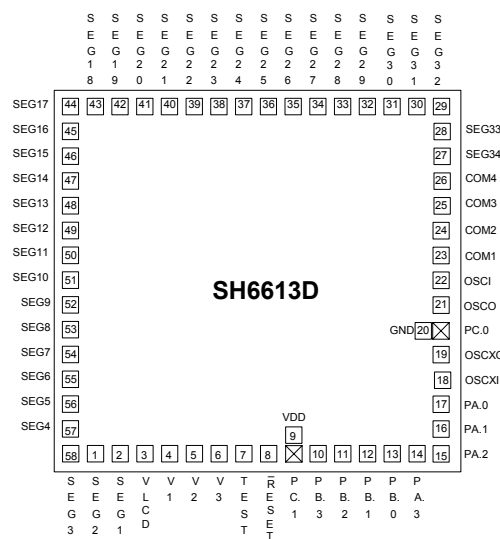 SEG18
SEG19
SEG20
SEG21
SEG22
SEG23
SEG24
SEG25
SEG26
SEG27
SEG28
SEG29
SEG30
SEG31
SEG32
SEG17 44 43 42 41 40 39 38 37 36 35 34 33 32 31 30 29
SEG16 45 28 SEG33
SEG15 46 27 SEG34
SEG14 47 26 COM4
SEG13 48 25 COM3
SEG12 49 24 COM2
SEG11 50 23 COM1
SEG10 51 22 OSCI
SH6613D
SEG9 52 21 OSCO
SEG8 53 GND 20 PC.0
SEG7 54 19 OSCXO
SEG6 55 18 OSCXI
SEG5 56 17 PA.0
VDD
SEG4 57 9 16 PA.1
58 1 2 3 4 5 6 7 8 10 11 12 13 14 15 PA.2
SEG3
SEG2
SEG1
VLCD
V1
V2
V3
TEST
R̅ESET
PC.1
PB.3
PB.2
PB.1
PB.0
PA.3